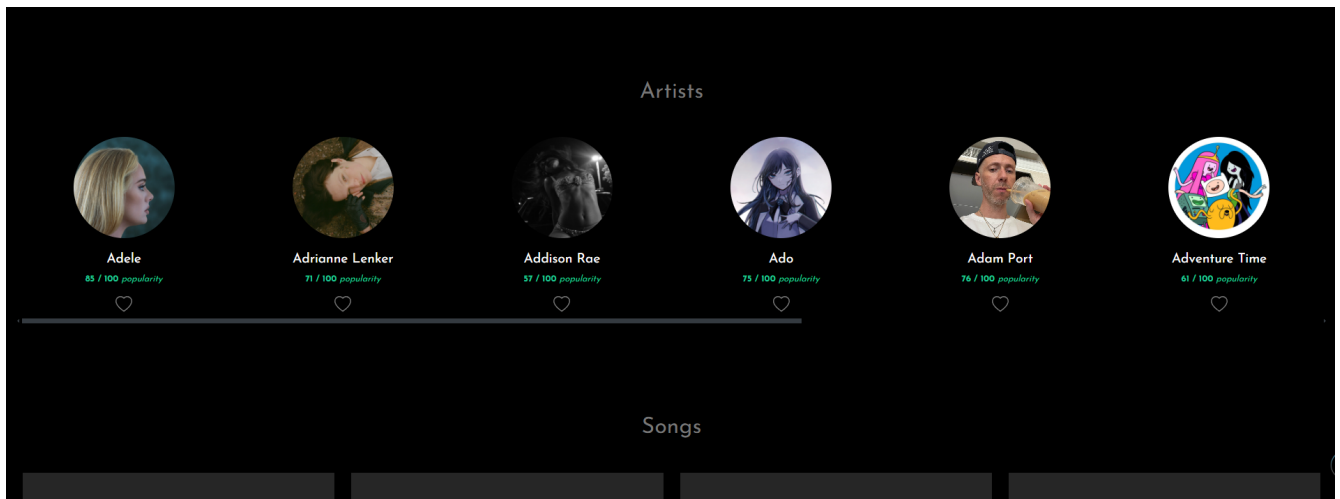 Artists
Adele
Adrianne Lenker
Addison Rae
Ado
Adam Port
Adventure Time
85 / 100 popularity
71 / 100 popularity
57 / 100 popularity
75 / 100 popularity
76 / 100 popularity
61 / 100 popularity
Songs